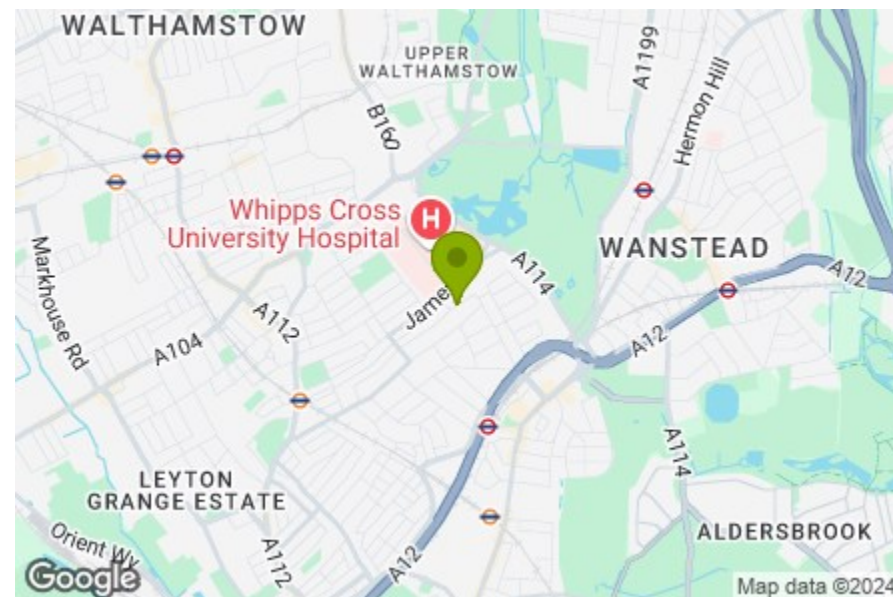 WALTHAMSTOW
UPPER
WALTHAMSTOW
A1199
Hermon Hill
B160
Whipps Cross
University Hospital
H
WANSTEAD
A114
A12
Markhouse Rd
A112
James
A104
A12
A114
LEYTON
GRANGE ESTATE
ALDERSBROOK
Orient Wy
A112
A12
Google
Map data ©2024